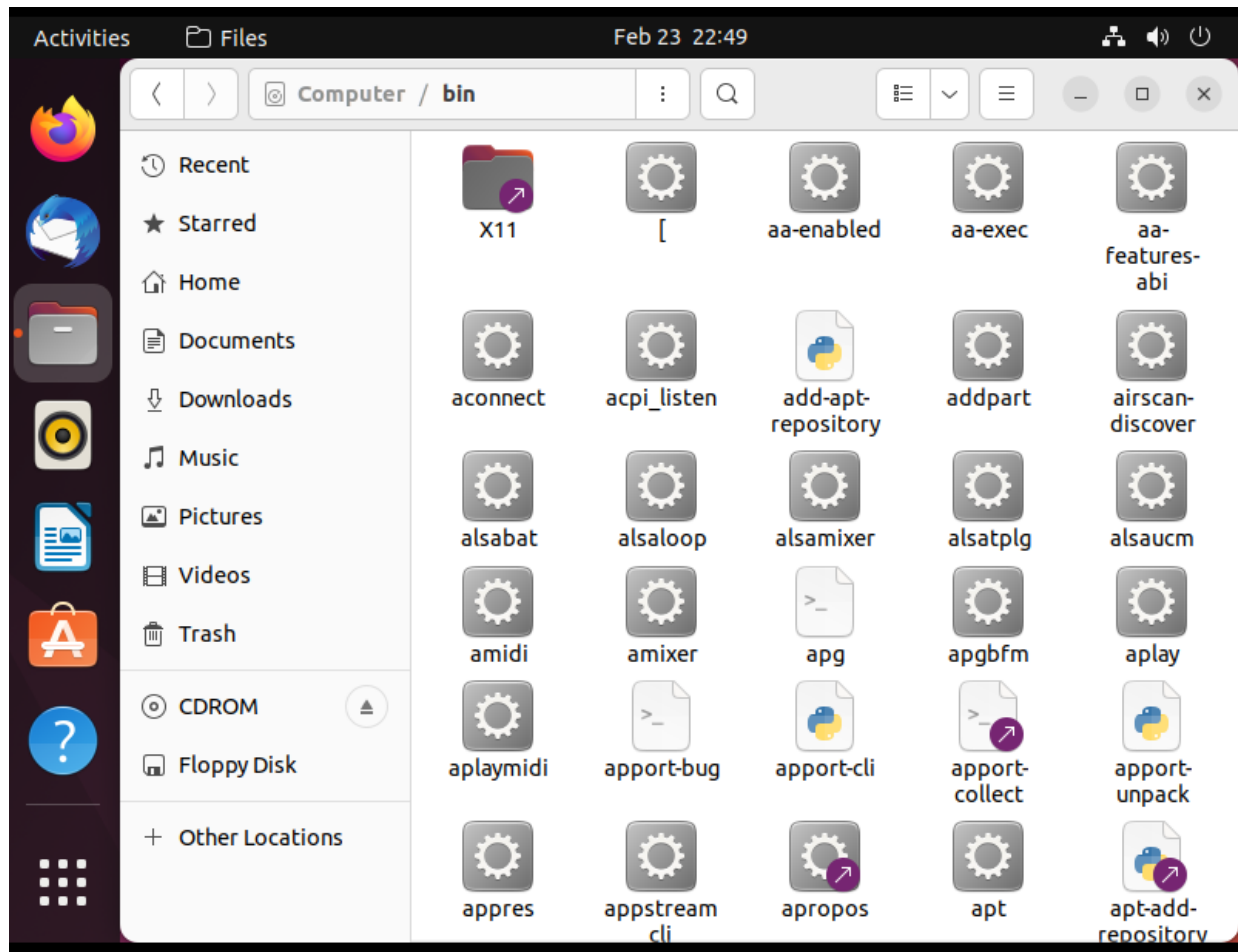 Activities Files Feb 23 22:49
Computer / bin
Recent
Starred
Home
Documents
Downloads
Music
Pictures
Videos
Trash
CDROM
Floppy Disk
Other Locations
X11 [ aa-enabled aa-exec aa-
features-
abi
aconnect acpi_listen add-apt- addpart airscan-
repository discover
alsabat alsaloop alsamixer alsatplg alsaucm
amidi amixer apg apgbfm aplay
aplaymidi apport-bug apport-cli apport- apport-
collect unpack
appres appstream apropos apt apt-add-
cli repository